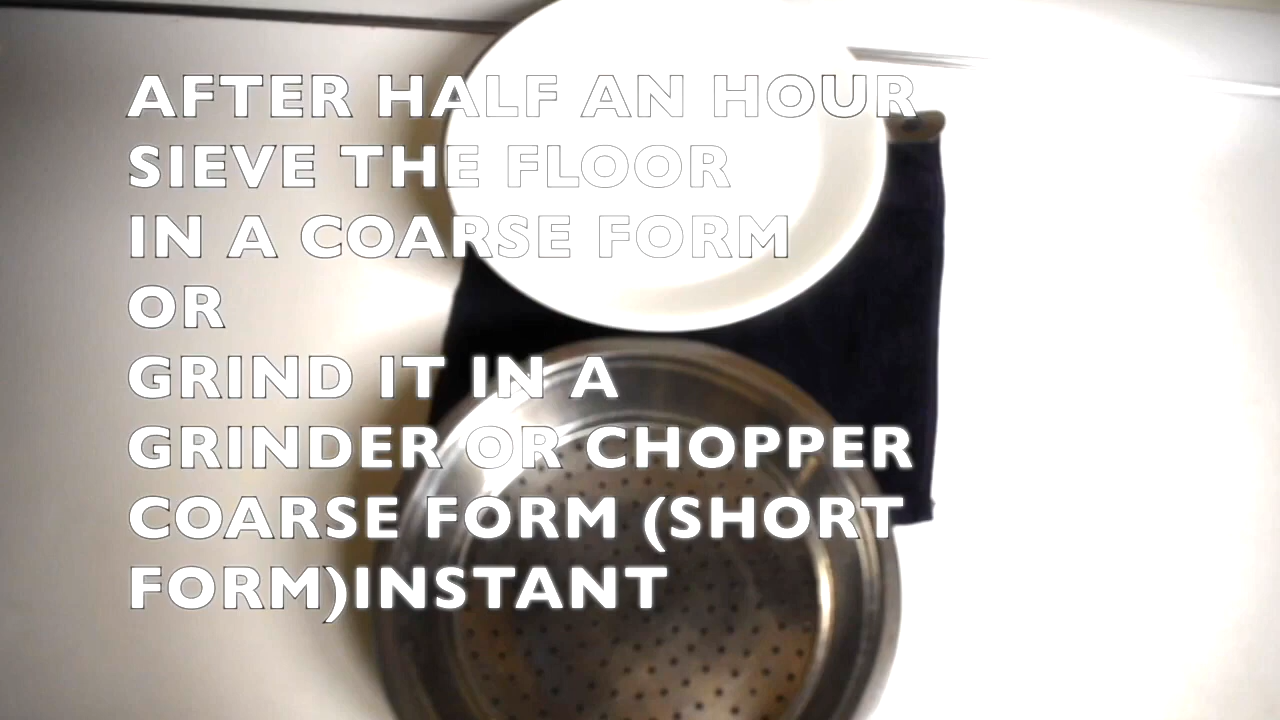 AFTER HALF AN HOUR
SIEVE THE FLOOR
IN A COARSE FORM
OR
GRIND IT IN A
GRINDER OR CHOPPER
COARSE FORM (SHORT
FORM)INSTANT